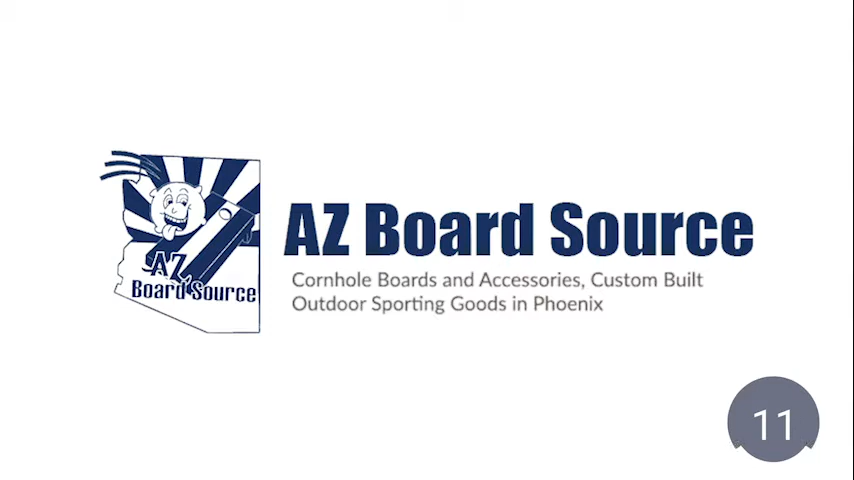 AZ
Board Source
AZ Board Source
Cornhole Boards and Accessories, Custom Built
Outdoor Sporting Goods in Phoenix
11